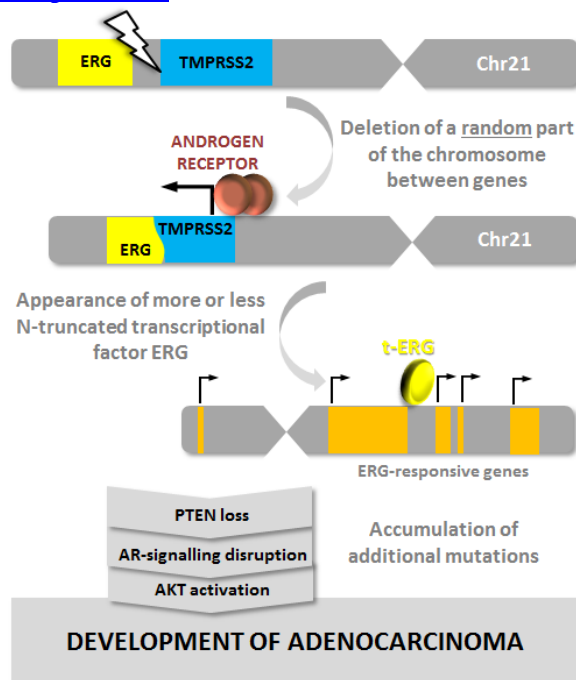 ERG
TMPRSS2
Chr21
Deletion of a random part
of the chromosome
between genes
ANDROGEN
RECEPTOR
TMPRSS2
ERG
Chr21
Appearance of more or less
N-truncated transcriptional
factor ERG
t-ERG
ERG-responsive genes
PTEN loss
AR-signalling disruption
AKT activation
Accumulation of
additional mutations
DEVELOPMENT OF ADENOCARCINOMA